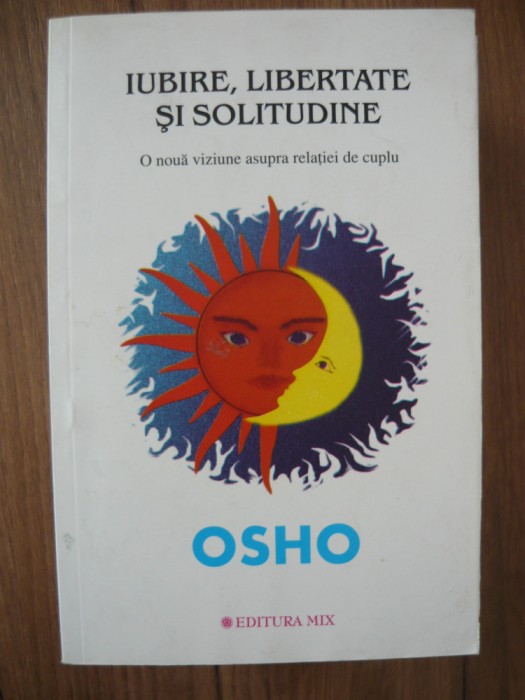 IUBIRE, LIBERTATE
ŞI SOLITUDINE
O nouă viziune asupra relaţiei de cuplu
OSHO
EDITURA MIX